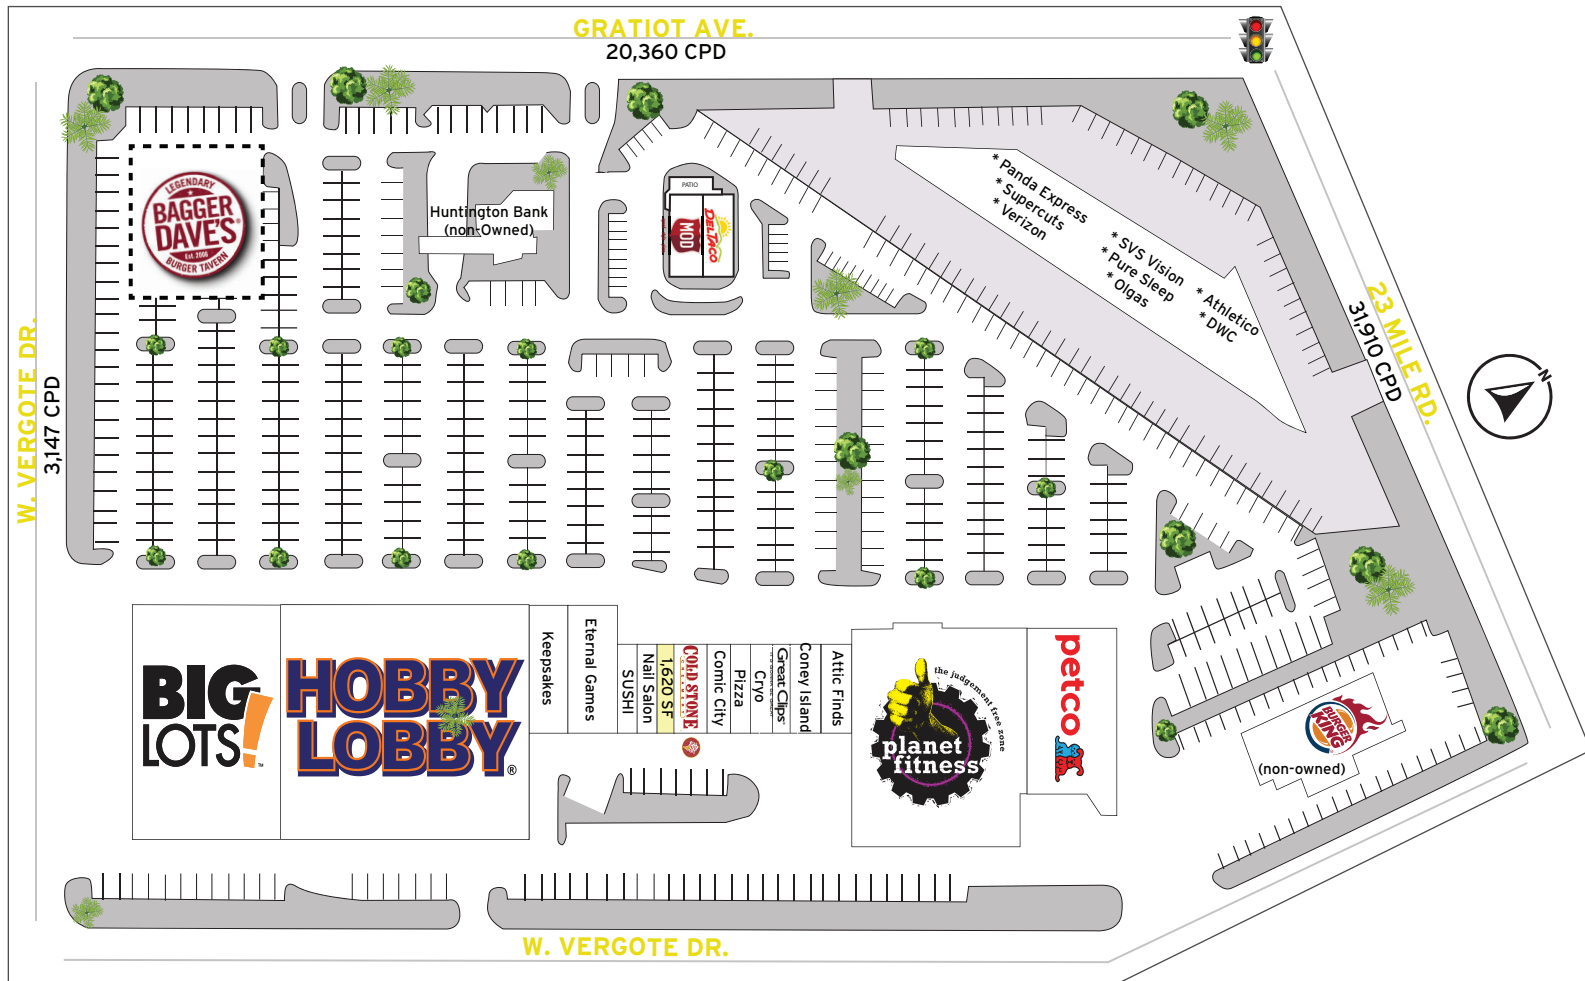 GRATIOT AVE.
20,360 CPD
W. VERGOTE DR.
3,147 CPD
LEGENDARY
BAGGER
DAVE'S®
Est. 2008
BURGER TAVERN
Huntington Bank
(non-Owned)
PATIO
MOD
DEL TACO
* Panda Express
* Supercuts
* Verizon
* SVS Vision
* Pure Sleep
* Olgas
* Athletico
* DWC
23 MILE RD.
31,910 CPD
N
BIG
LOTS!™
HOBBY
LOBBY®
Keepsakes
Eternal Games
SUSHI
Nail Salon
1,620 SF
COLD STONE
Comic City
Pizza
Cryo
Great Clips®
Coney Island
Attic Finds
the judgement free zone
planet
fitness
petco
BURGER
KING®
(non-owned)
W. VERGOTE DR.